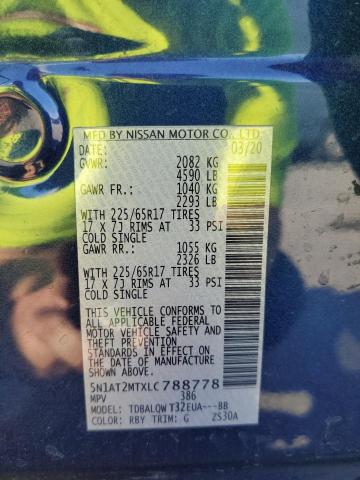 MFD BY NISSAN MOTOR CO., LTD.
DATE: 03/20
GVWR: 2082 KG
4590 LB
GAWR FR.: 1040 KG
2293 LB
WITH 225/65R17 TIRES
17 X 7J RIMS AT 33 PSI
COLD SINGLE
GAWR RR.: 1055 KG
2326 LB
WITH 225/65R17 TIRES
17 X 7J RIMS AT 33 PSI
COLD SINGLE
THIS VEHICLE CONFORMS TO
ALL APPLICABLE FEDERAL
MOTOR VEHICLE SAFETY
AND THEFT PREVENTION
STANDARDS IN EFFECT ON
THE DATE OF MANUFACTURE
SHOWN ABOVE.
5N1AT2MTXLC788778
MPV 386
MODEL: TDBALQWT32EUA---BB
COLOR: RBY TRIM: G ZS30A